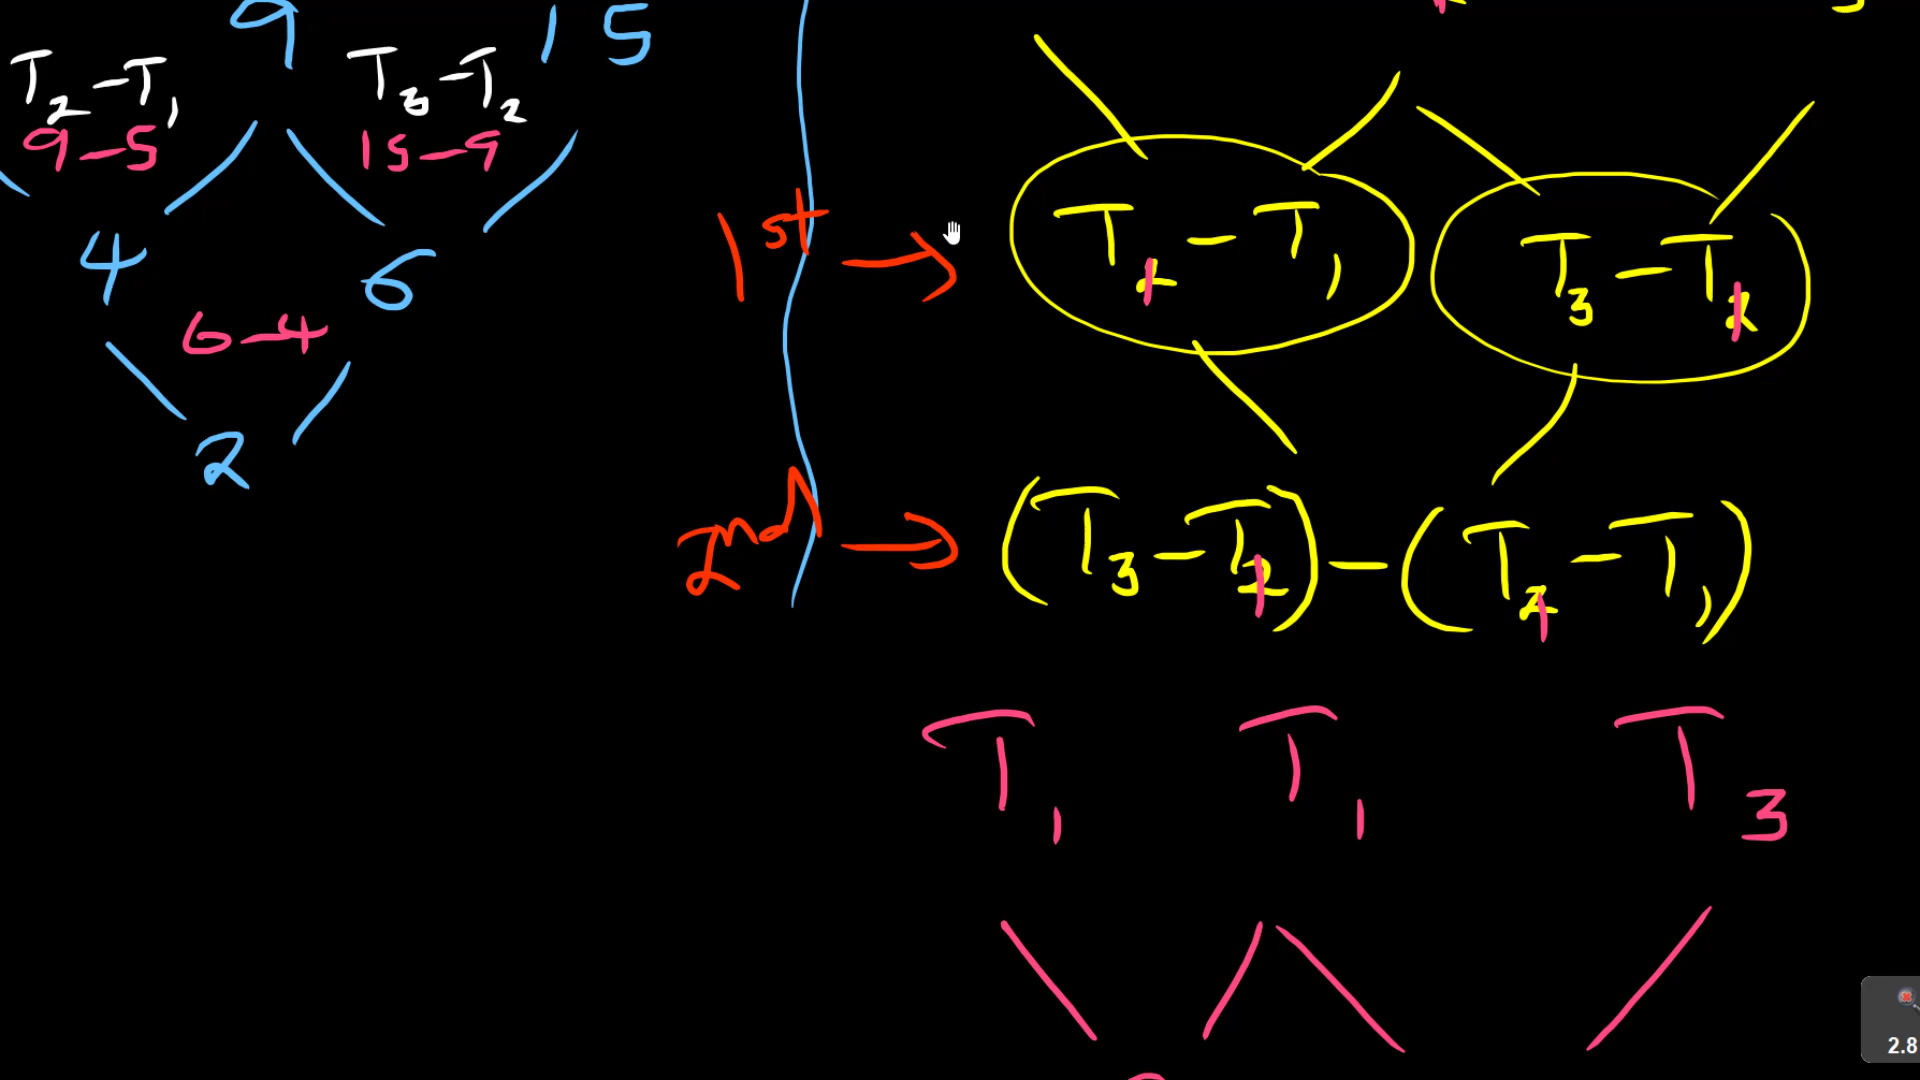 9 15
T2 - T1 T3 - T2
9-5 15-9
4 6
6-4
2
1st → T2 - T1 T3 - T2
2nd → (T3 - T2) - (T2 - T1)
T1 T1 T3
2.8